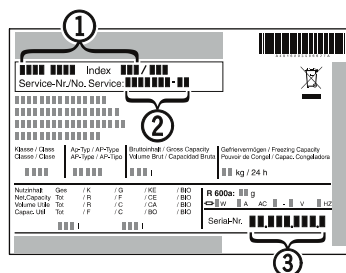 1
Index /
Service-Nr./No. Service: -
2
Klasse / Class
Classe / Clase
Ap-Typ / AP-Type
AP-Type / AP-Tipo
Bruttoinhalt / Gross Capacity
Volume Brut / Capacidad Bruta
Gefriervermögen / Freezing Capacity
Pouvoir de Congel / Capac. Congeladora
l
kg / 24 h
Nutzinhalt Ges / K / G / KE / BIO
Net.Capacity Tot / R / F / CE / BIO
Volume Utile Tot / R / C / CA / BIO
Capac. Util Tot / F / C / BO / BIO
l l
R 600a: g
W A AC - V HZ
Serial-Nr. . . .
3